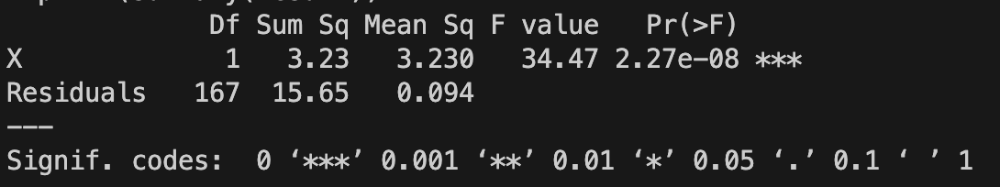 Df Sum Sq Mean Sq F value Pr(>F)
X 1 3.23 3.230 34.47 2.27e-08 ***
Residuals 167 15.65 0.094
---
Signif. codes: 0 ‘***’ 0.001 ‘**’ 0.01 ‘*’ 0.05 ‘.’ 0.1 ‘ ’ 1